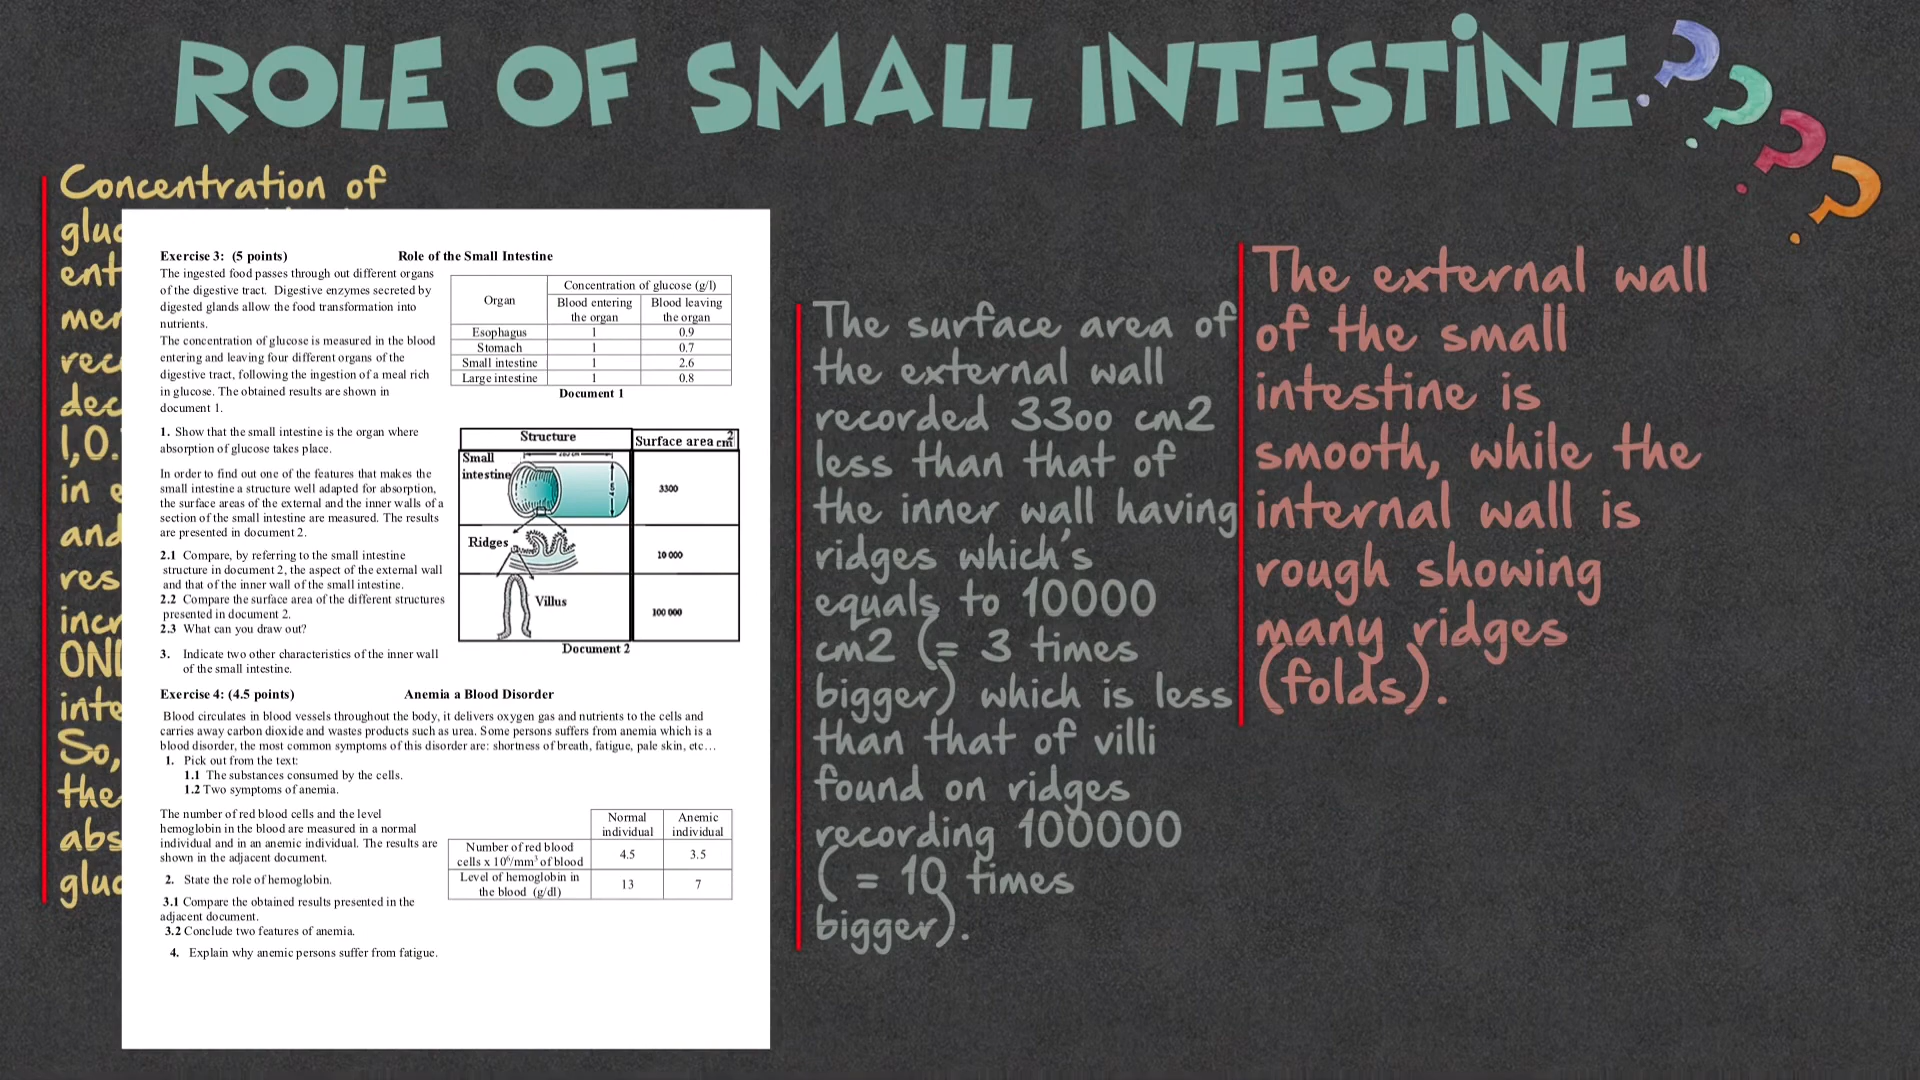 ROLE OF SMALL INTESTINE
Concentration of
Exercise 3: (5 points) Role of the Small Intestine
The ingested food passes through out different organs
of the digestive tract. Digestive enzymes secreted by
digested glands allow the food transformation into
nutrients.
The concentration of glucose is measured in the blood
entering and leaving four different organs of the
digestive tract, following the ingestion of a meal rich
in glucose. The obtained results are shown in
document 1.
Organ
Concentration of glucose (g/l)
Blood entering the organ
Blood leaving the organ
Esophagus 1 0.9
Stomach 1 0.7
Small intestine 1 2.6
Large intestine 1 0.8
Document 1
1. Show that the small intestine is the organ where
absorption of glucose takes place.
In order to find out one of the features that makes the
small intestine a structure well adapted for absorption,
the surface areas of the external and the inner walls of a
section of the small intestine are measured. The results
are presented in document 2.
2.1 Compare, by referring to the small intestine
structure in document 2, the aspect of the external wall
and that of the inner wall of the small intestine.
2.2 Compare the surface area of the different structures
presented in document 2.
2.3 What can you draw out?
3. Indicate two other characteristics of the inner wall
of the small intestine.
Structure Surface area cm2
Small
intestine
3300
Ridges 10 000
Villus 100 000
Document 2
Exercise 4: (4.5 points) Anemia a Blood Disorder
Blood circulates in blood vessels throughout the body, it delivers oxygen gas and nutrients to the cells and
carries away carbon dioxide and wastes products such as urea. Some persons suffers from anemia which is a
blood disorder, the most common symptoms of this disorder are: shortness of breath, fatigue, pale skin, etc…
1. Pick out from the text:
1.1 The substances consumed by the cells.
1.2 Two symptoms of anemia.
The number of red blood cells and the level
hemoglobin in the blood are measured in a normal
individual and in an anemic individual. The results are
shown in the adjacent document.
2. State the role of hemoglobin.
3.1 Compare the obtained results presented in the
adjacent document.
3.2 Conclude two features of anemia.
4. Explain why anemic persons suffer from fatigue.
Normal individual
Anemic individual
Number of red blood
cells x 10⁶/mm³ of blood 4.5 3.5
Level of hemoglobin in
the blood (g/dl) 13 7
The surface area of
the external wall
recorded 3300 cm2
less than that of
the inner wall having
ridges which's
equals to 10000
cm2 (= 3 times
bigger) which is less
than that of villi
found on ridges
recording 100000
( = 10 times
bigger).
The external wall
of the small
intestine is
smooth, while the
internal wall is
rough showing
many ridges
(folds).